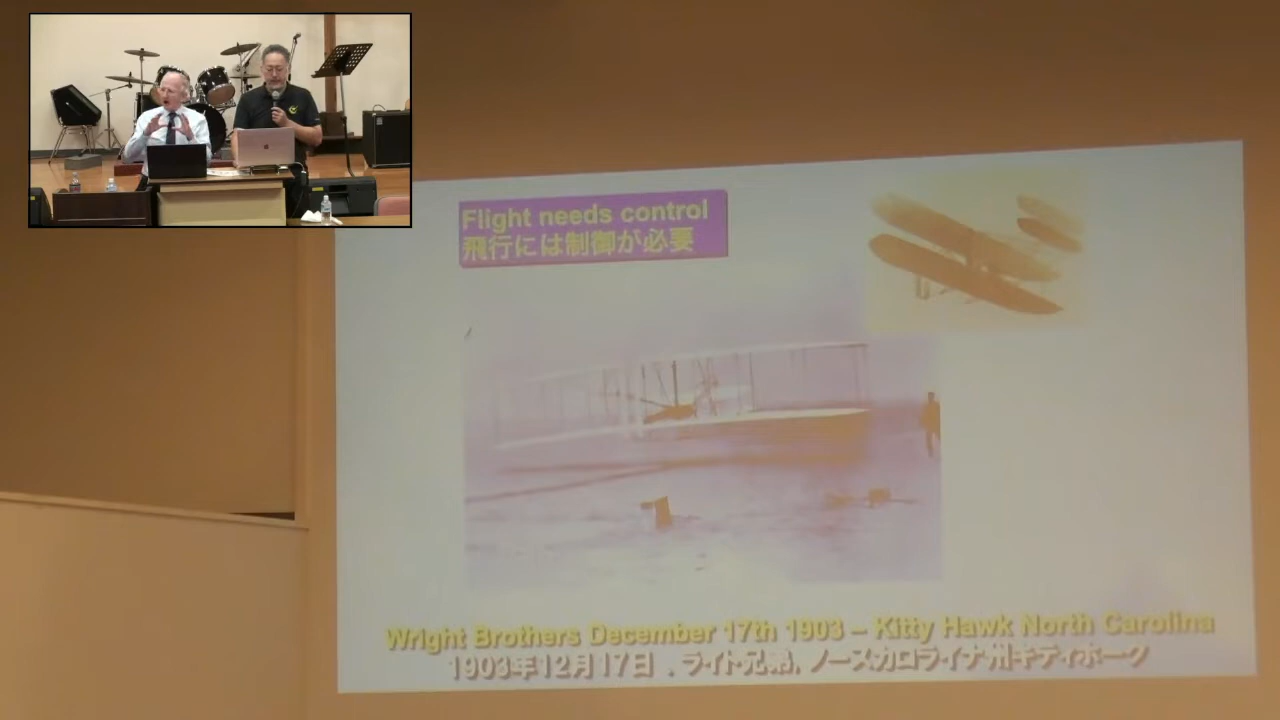 Flight needs control
飛行には制御が必要
Wright Brothers December 17th 1903 – Kitty Hawk North Carolina
1903年12月17日 、ライト兄弟、ノースカロライナ州キティホーク